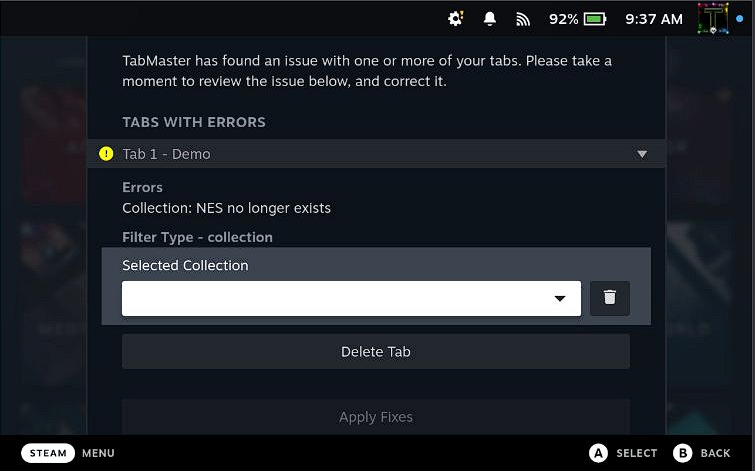 92%
9:37 AM
TabMaster has found an issue with one or more of your tabs. Please take a
moment to review the issue below, and correct it.
TABS WITH ERRORS
Tab 1 - Demo
Errors
Collection: NES no longer exists
Filter Type - collection
Selected Collection
Delete Tab
Apply Fixes
STEAM MENU
A SELECT B BACK